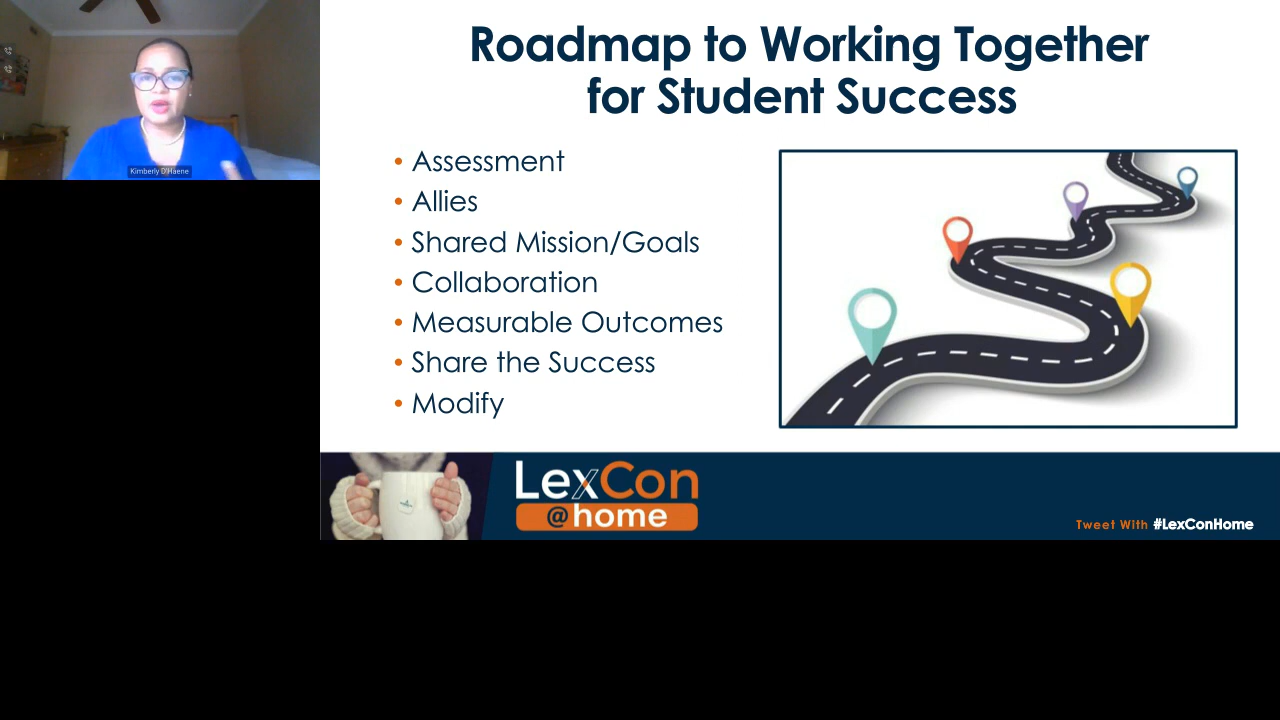 Kimberly D'Haene
Roadmap to Working Together
for Student Success
• Assessment
• Allies
• Shared Mission/Goals
• Collaboration
• Measurable Outcomes
• Share the Success
• Modify
LexCon
@home
Tweet With #LexConHome